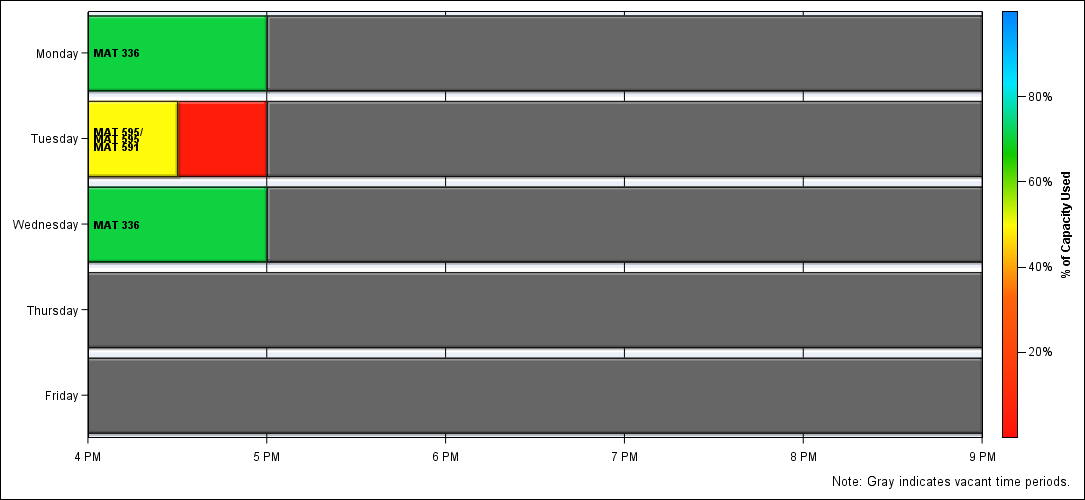 Monday
MAT 336
Tuesday
MAT 595/
MAT 595
MAT 591
Wednesday
MAT 336
Thursday
Friday
4 PM
5 PM
6 PM
7 PM
8 PM
9 PM
80%
60%
40%
20%
% of Capacity Used
Note: Gray indicates vacant time periods.